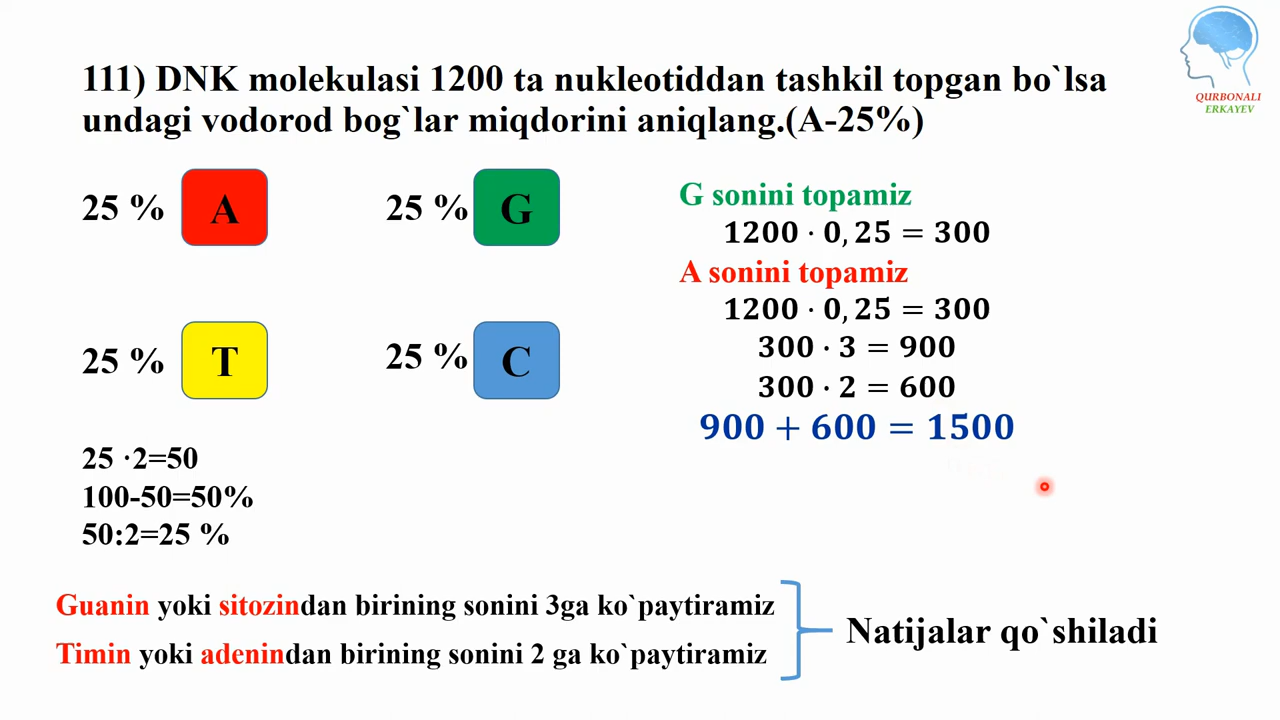 QURBONALI
ERKAYEV
111) DNK molekulasi 1200 ta nukleotiddan tashkil topgan bo`lsa
undagi vodorod bog`lar miqdorini aniqlang.(A-25%)
25 % A
25 % G
25 % T
25 % C
25 ·2=50
100-50=50%
50:2=25 %
G sonini topamiz
1200 · 0, 25 = 300
A sonini topamiz
1200 · 0, 25 = 300
300 · 3 = 900
300 · 2 = 600
900 + 600 = 1500
Guanin yoki sitozindan birining sonini 3ga ko`paytiramiz
Timin yoki adenindan birining sonini 2 ga ko`paytiramiz
Natijalar qo`shiladi